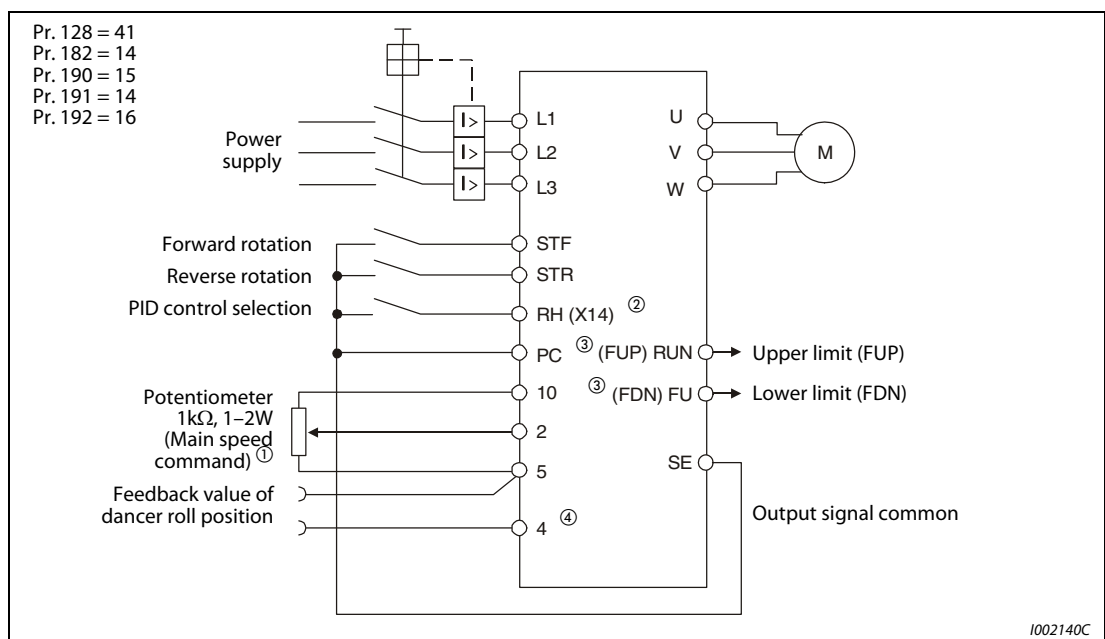 Pr. 128 = 41
Pr. 182 = 14
Pr. 190 = 15
Pr. 191 = 14
Pr. 192 = 16
Power
supply
I>
I>
I>
L1
L2
L3
U
V
W
M
Forward rotation
STF
Reverse rotation
STR
PID control selection
RH (X14) ②
PC
③ (FUP) RUN
Upper limit (FUP)
10
③ (FDN) FU
Lower limit (FDN)
Potentiometer
1kΩ, 1–2W
(Main speed
command) ①
2
5
SE
Feedback value of
dancer roll position
4 ④
Output signal common
I002140C